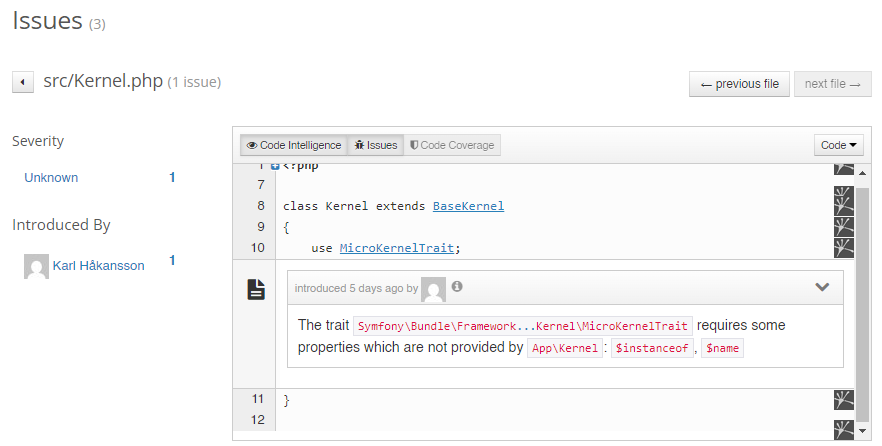 Issues (3)
src/Kernel.php (1 issue)
← previous file
next file →
Severity
Unknown 1
Introduced By
Karl Håkansson 1
Code Intelligence Issues Code Coverage Code
1 <?php
7
8 class Kernel extends BaseKernel
9 {
10 use MicroKernelTrait;
introduced 5 days ago by
The trait Symfony\Bundle\Framework...Kernel\MicroKernelTrait requires some
properties which are not provided by App\Kernel: $instanceof, $name
11 }
12